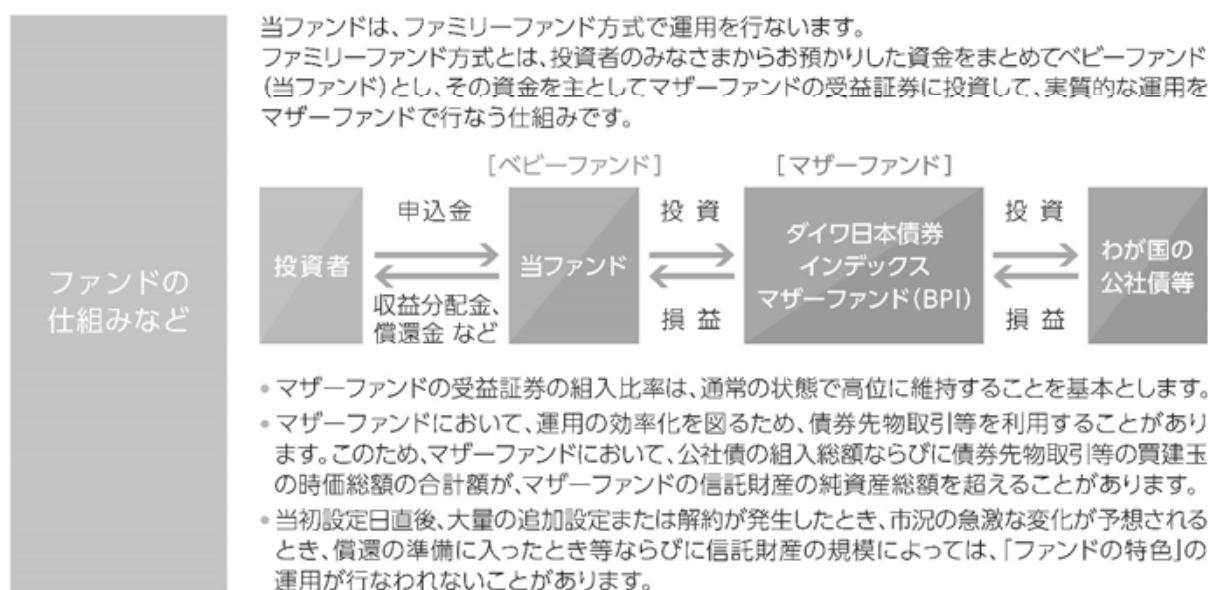 ファンドの
仕組みなど
当ファンドは、ファミリーファンド方式で運用を行ないます。
ファミリーファンド方式とは、投資者のみなさまからお預かりした資金をまとめてベビーファンド
(当ファンド)とし、その資金を主としてマザーファンドの受益証券に投資して、実質的な運用を
マザーファンドで行なう仕組みです。
[ベビーファンド]
[マザーファンド]
投資者
申込金
収益分配金、
償還金 など
当ファンド
投 資
損 益
ダイワ日本債券
インデックス
マザーファンド(BPI)
投 資
損 益
わが国の
公社債等
• マザーファンドの受益証券の組入比率は、通常の状態で高位に維持することを基本とします。
• マザーファンドにおいて、運用の効率化を図るため、債券先物取引等を利用することがあり
ます。このため、マザーファンドにおいて、公社債の組入総額ならびに債券先物取引等の買建玉
の時価総額の合計額が、マザーファンドの信託財産の純資産総額を超えることがあります。
• 当初設定日直後、大量の追加設定または解約が発生したとき、市況の急激な変化が予想される
とき、償還の準備に入ったとき等ならびに信託財産の規模によっては、「ファンドの特色」の
運用が行なわれないことがあります。